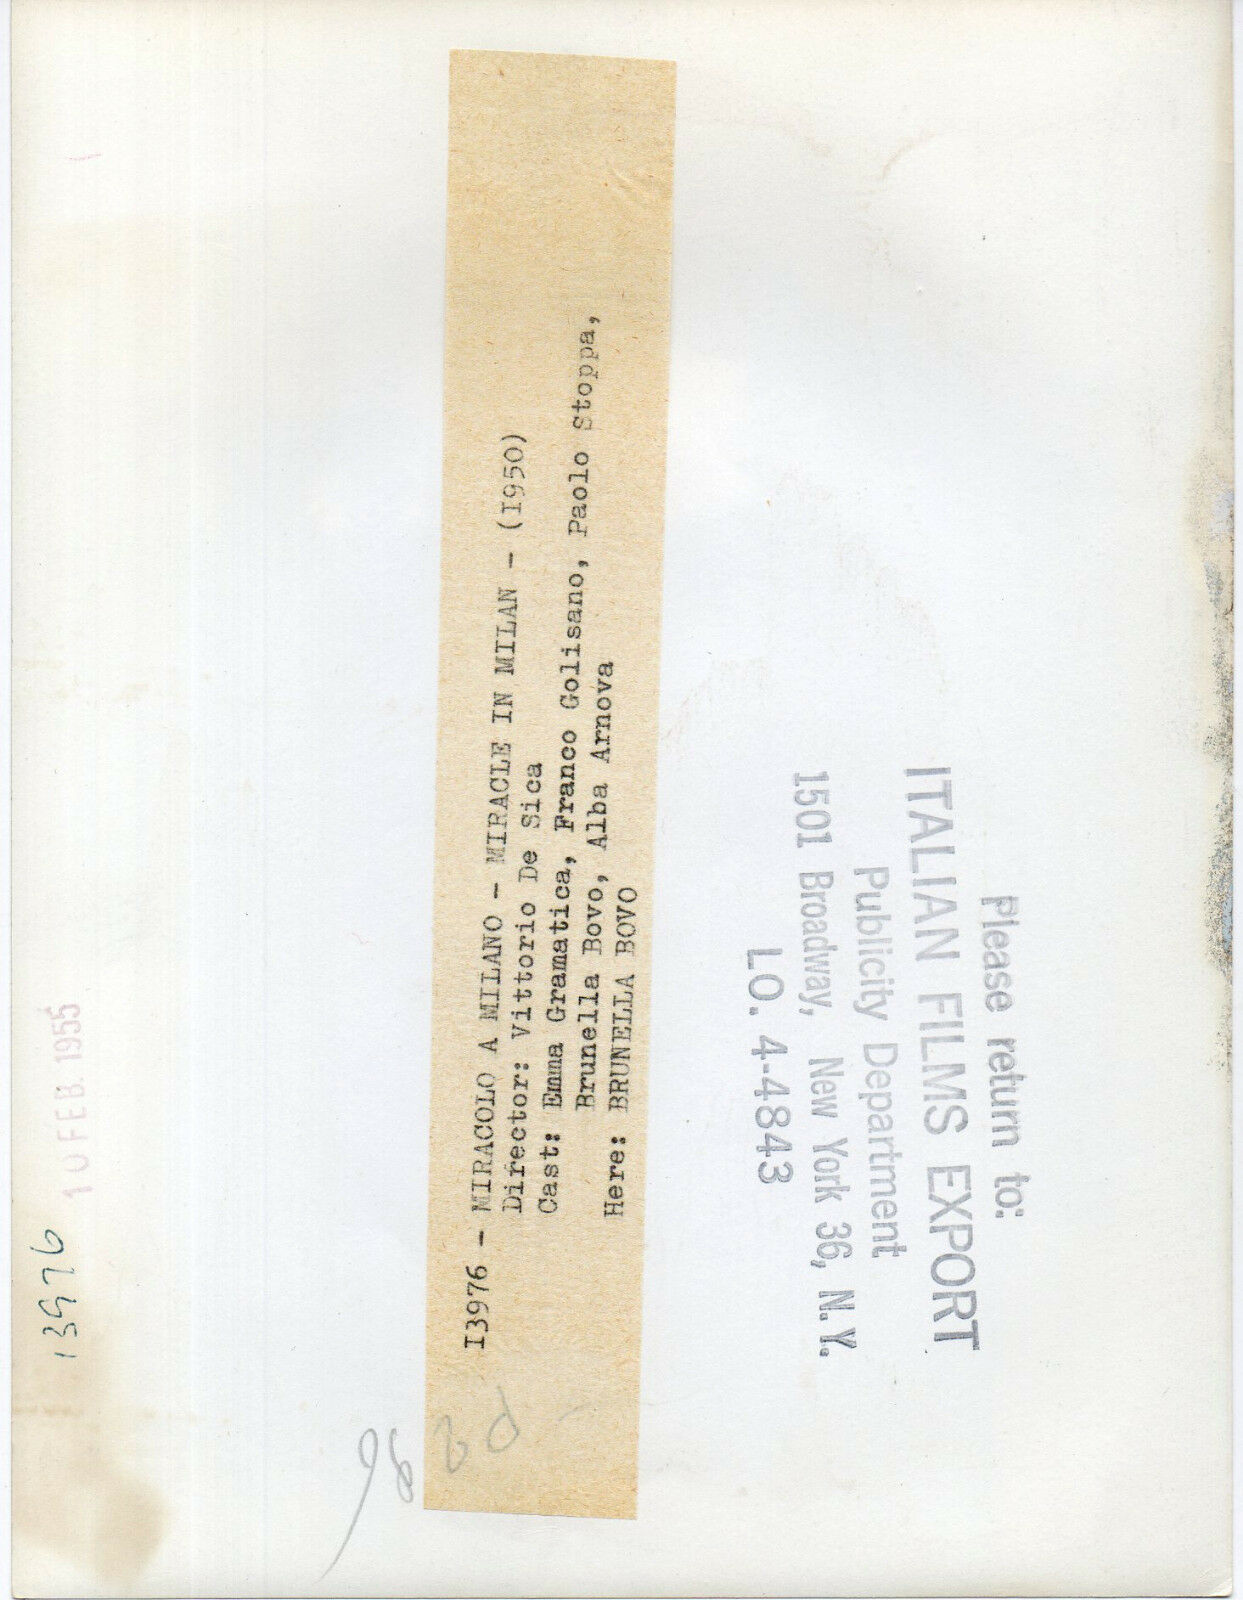 I3976 - MIRACOLO A MILANO - MIRACLE IN MILAN - (I950)
Director: Vittorio De Sica
Cast: Emma Gramatica, Franco Golisano, Paolo Stoppa,
Brunella Bovo, Alba Arnova
Here: BRUNELLA BOVO
Please return to:
ITALIAN FILMS EXPORT
Publicity Department
1501 Broadway, New York 36, N.Y.
LO. 4-4843
13976
10 FEB 1955